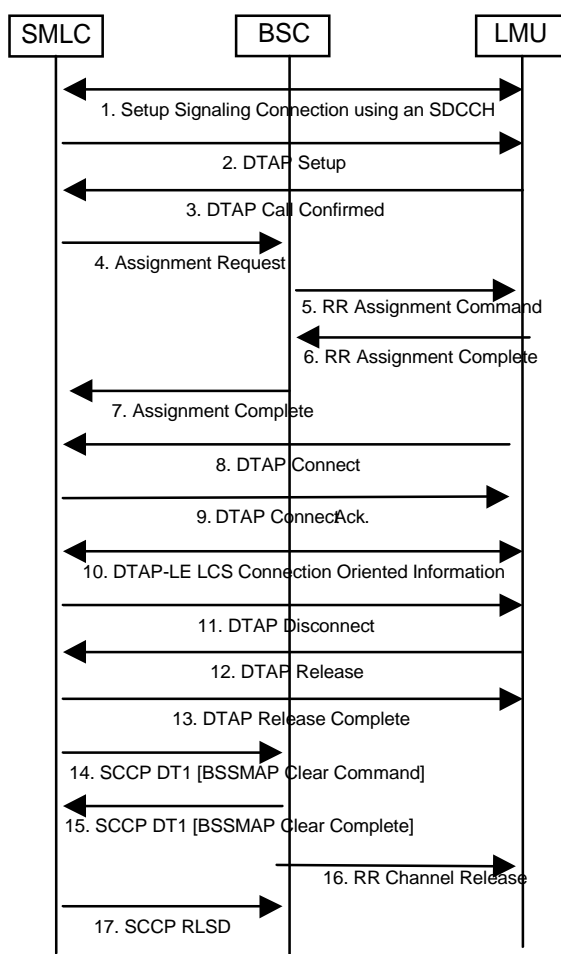 SMLC BSC LMU
1. Setup Signaling Connection using an SDCCH
2. DTAP Setup
3. DTAP Call Confirmed
4. Assignment Request
5. RR Assignment Command
6. RR Assignment Complete
7. Assignment Complete
8. DTAP Connect
9. DTAP Connect Ack.
10. DTAP-LE LCS Connection Oriented Information
11. DTAP Disconnect
12. DTAP Release
13. DTAP Release Complete
14. SCCP DT1 [BSSMAP Clear Command]
15. SCCP DT1 [BSSMAP Clear Complete]
16. RR Channel Release
17. SCCP RLSD